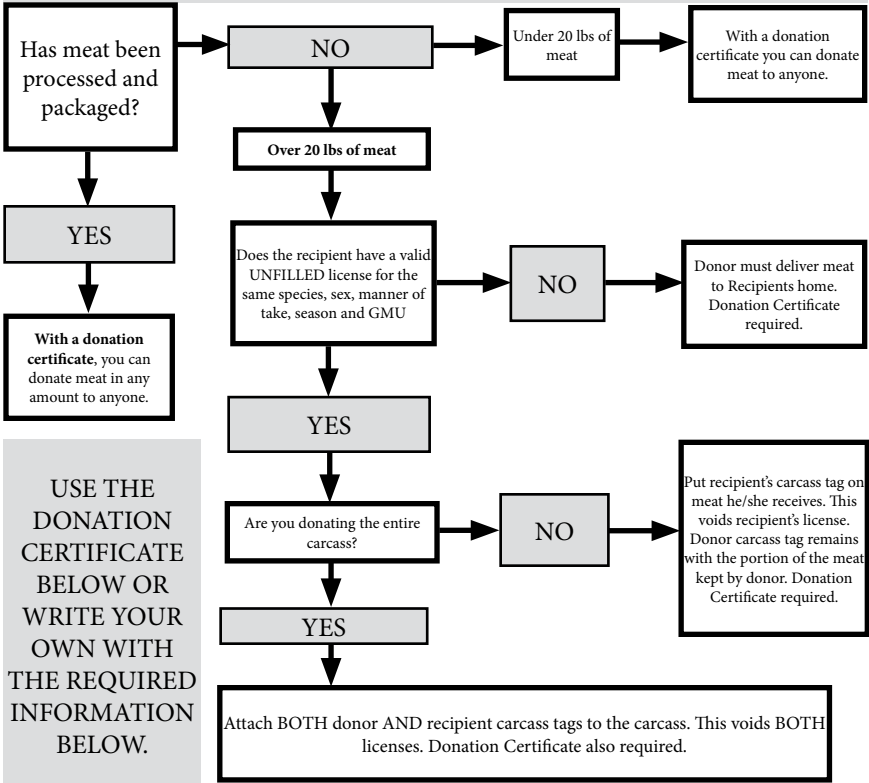 Has meat been
processed and
packaged?
NO
Under 20 lbs of
meat
With a donation
certificate you can donate
meat to anyone.
Over 20 lbs of meat
YES
Does the recipient have a valid
UNFILLED license for the
same species, sex, manner of
take, season and GMU
NO
Donor must deliver meat
to Recipients home.
Donation Certificate
required.
With a donation
certificate, you can
donate meat in any
amount to anyone.
YES
USE THE
DONATION
CERTIFICATE
BELOW OR
WRITE YOUR
OWN WITH
THE REQUIRED
INFORMATION
BELOW.
Are you donating the entire
carcass?
NO
Put recipient's carcass tag on
meat he/she receives. This
voids recipient's license.
Donor carcass tag remains
with the portion of the meat
kept by donor. Donation
Certificate required.
YES
Attach BOTH donor AND recipient carcass tags to the carcass. This voids BOTH
licenses. Donation Certificate also required.